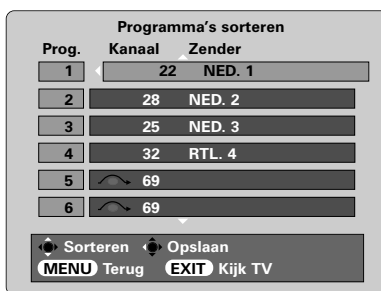 Programma's sorteren
Prog. Kanaal Zender
1 22 NED. 1
2 28 NED. 2
3 25 NED. 3
4 32 RTL. 4
5 69
6 69
Sorteren Opslaan
MENU Terug EXIT Kijk TV